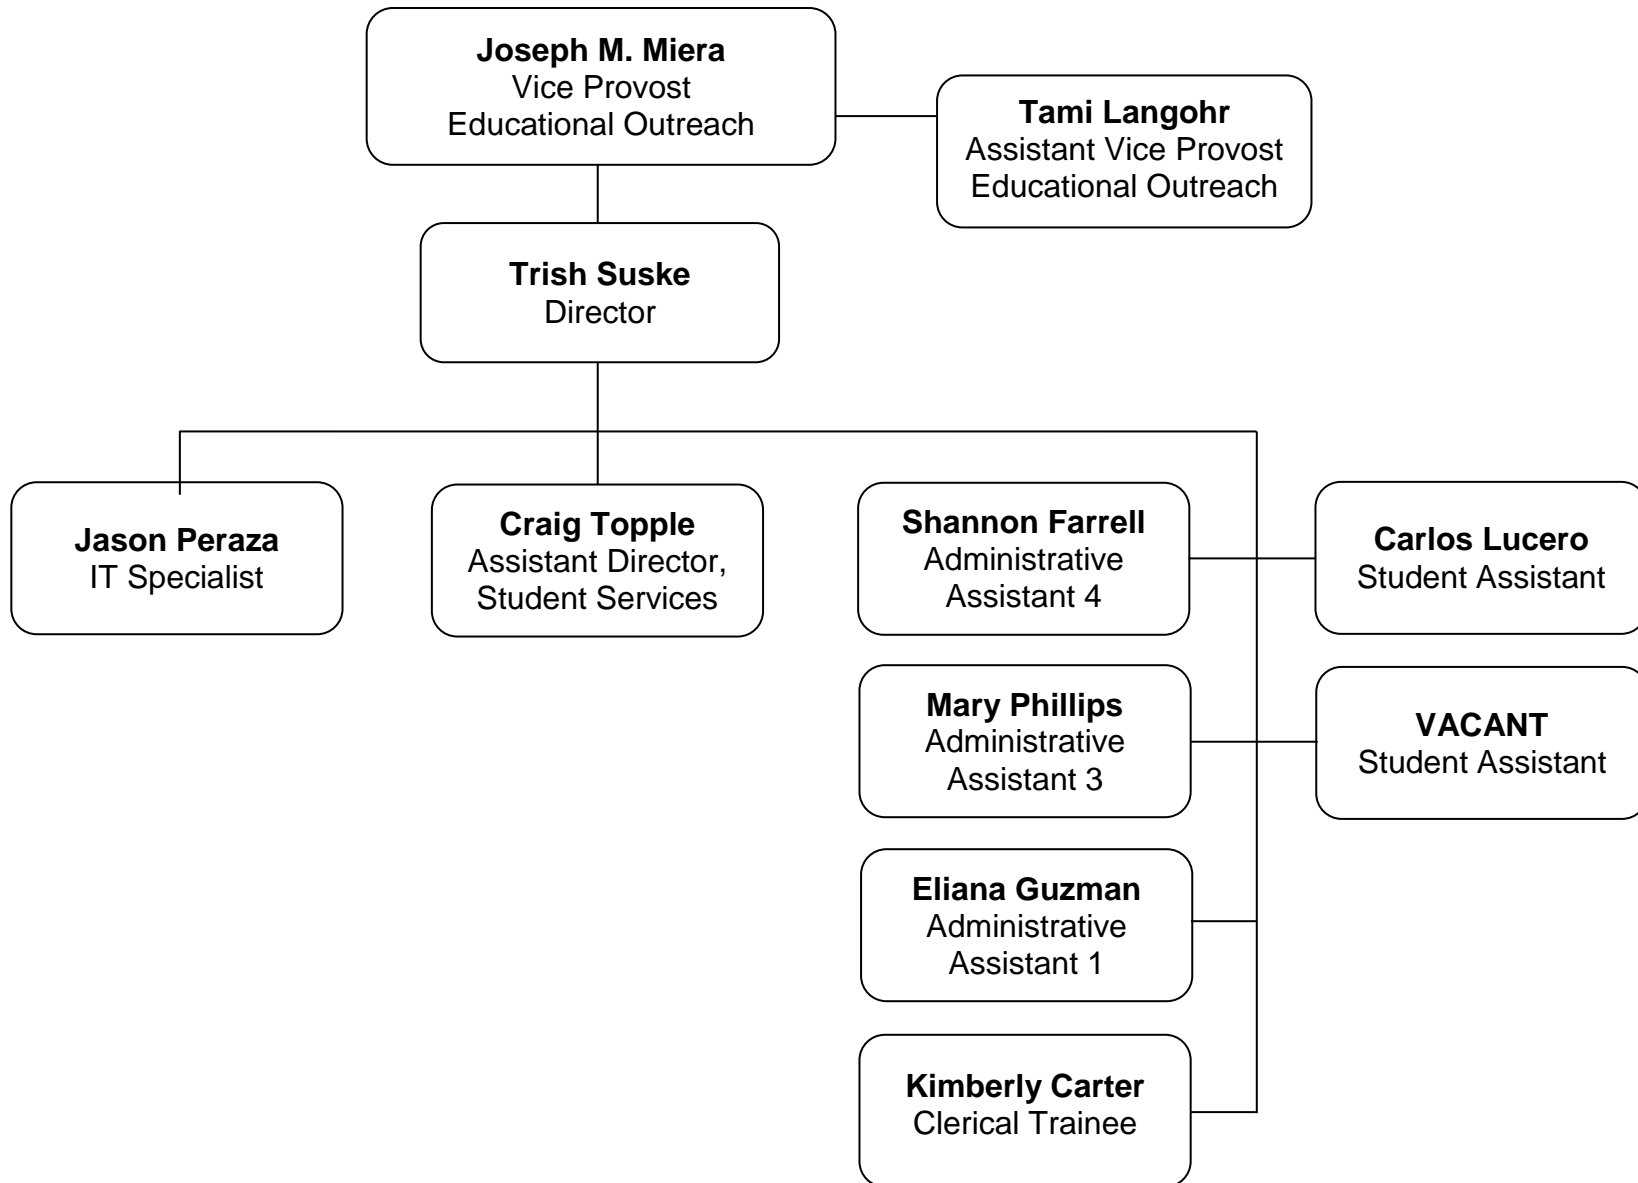 Joseph M. Miera
Vice Provost
Educational Outreach
Tami Langohr
Assistant Vice Provost
Educational Outreach
Trish Suske
Director
Jason Peraza
IT Specialist
Craig Topple
Assistant Director,
Student Services
Shannon Farrell
Administrative
Assistant 4
Carlos Lucero
Student Assistant
Mary Phillips
Administrative
Assistant 3
VACANT
Student Assistant
Eliana Guzman
Administrative
Assistant 1
Kimberly Carter
Clerical Trainee